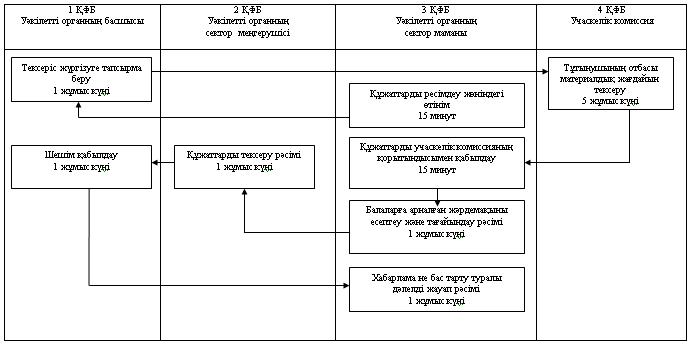 1 ҚФБ
Уәкілетті органның басшысы
2 ҚФБ
Уәкілетті органның
сектор меңгерушісі
3 ҚФБ
Уәкілетті органның
сектор маманы
4 ҚФБ
Учаскелік комиссия
Тексеріс жүргізуге тапсырма
беру
1 жұмыс күні
Құжаттарды ресімдеу жөніндегі
өтінім
15 минут
Тұтынушының отбасы
материалдық жағдайын
тексеру
5 жұмыс күні
Шешім қабылдау
1 жұмыс күні
Құжаттарды тексеру рәсімі
1 жұмыс күні
Құжаттарды учаскелік комиссияның
қорытындысымен қабылдау
15 минут
Балаларға арналған жәрдемақыны
есептеу және тағайындау рәсімі
1 жұмыс күні
Хабарлама не бас тарту туралы
дәлелді жауап рәсімі
1 жұмыс күні